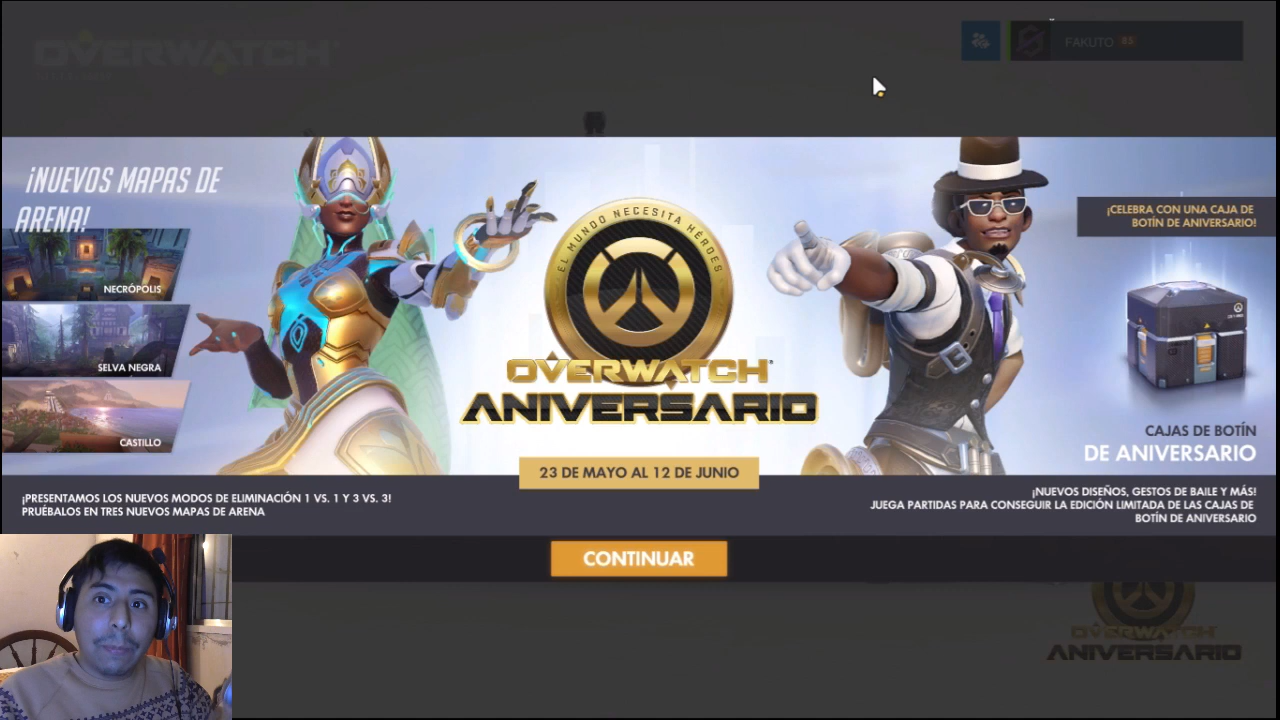 OVERWATCH
FAKUTO 85
¡NUEVOS MAPAS DE
ARENA!
NECRÓPOLIS
SELVA NEGRA
CASTILLO
EL MUNDO NECESITA HÉROES
OVERWATCH
ANIVERSARIO
23 DE MAYO AL 12 DE JUNIO
¡CELEBRA CON UNA CAJA DE
BOTÍN DE ANIVERSARIO!
CAJAS DE BOTÍN
DE ANIVERSARIO
¡PRESENTAMOS LOS NUEVOS MODOS DE ELIMINACIÓN 1 VS. 1 Y 3 VS. 3!
PRUÉBALOS EN TRES NUEVOS MAPAS DE ARENA
¡NUEVOS DISEÑOS, GESTOS DE BAILE Y MÁS!
JUEGA PARTIDAS PARA CONSEGUIR LA EDICIÓN LIMITADA DE LAS CAJAS DE
BOTÍN DE ANIVERSARIO
CONTINUAR
OVERWATCH
ANIVERSARIO